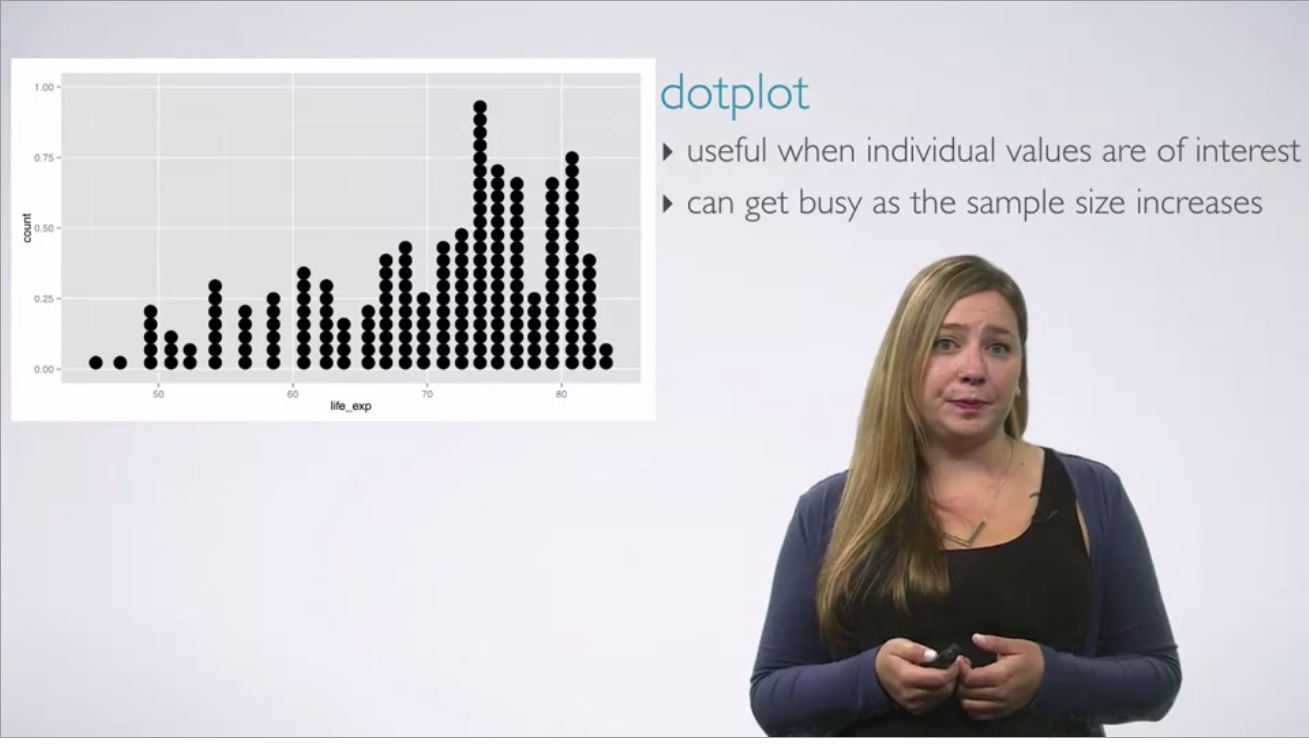 dotplot
useful when individual values are of interest
can get busy as the sample size increases
1.00
0.75
0.50
0.25
0.00
count
50 60 70 80
life_exp